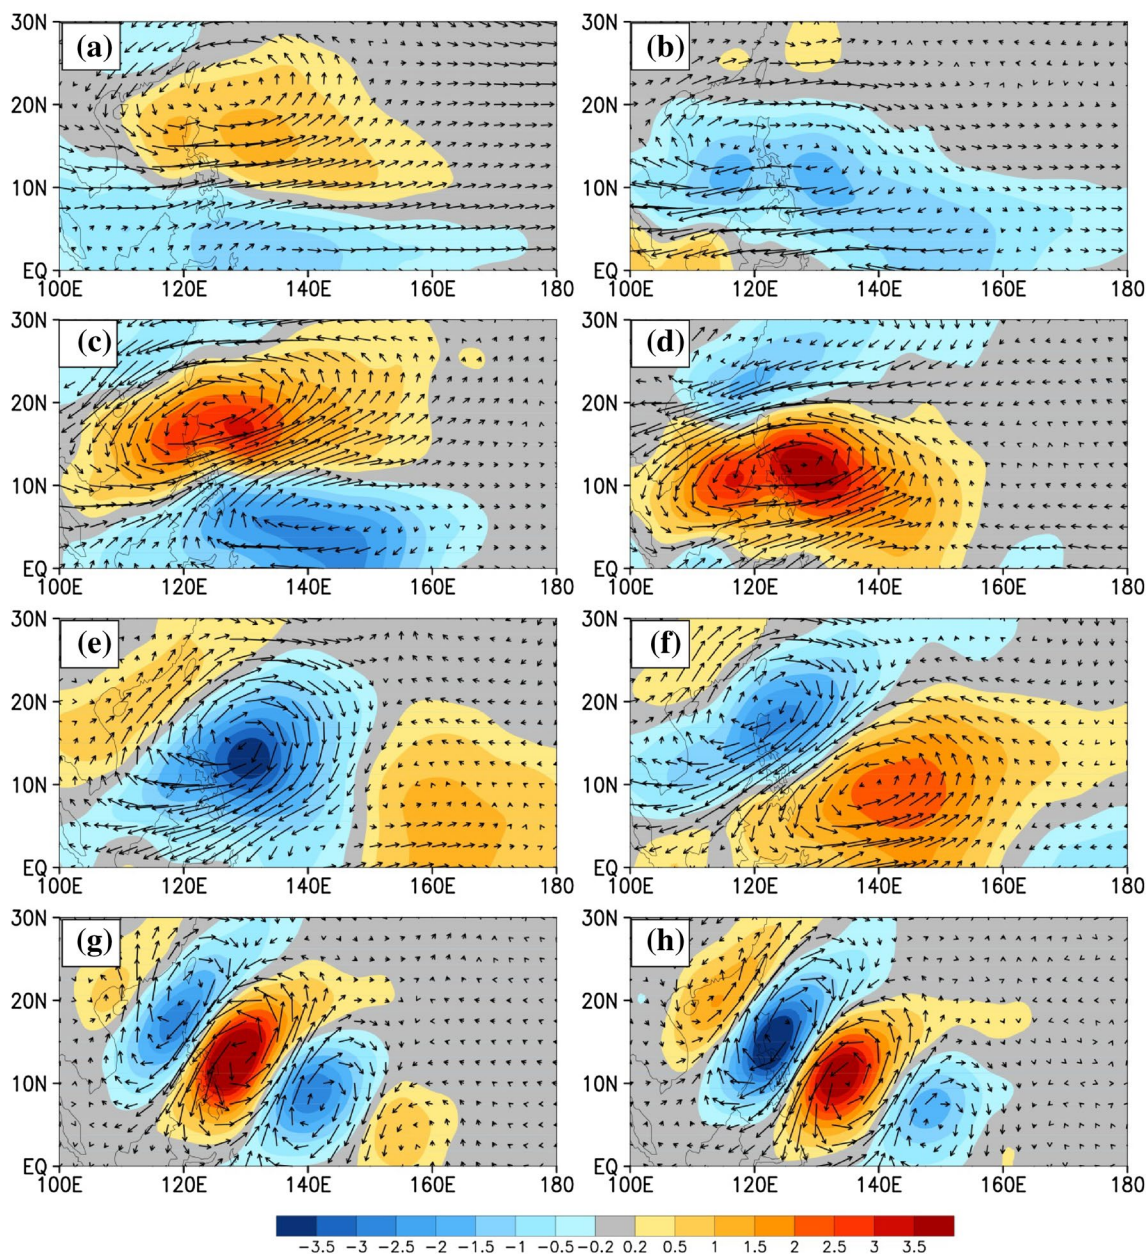 30N (a) (b)
20N
10N
EQ
100E 120E 140E 160E 180
30N
20N
10N
EQ
100E 120E 140E 160E 180
30N (c) (d)
20N
10N
EQ
100E 120E 140E 160E 180
30N
20N
10N
EQ
100E 120E 140E 160E 180
30N (e) (f)
20N
10N
EQ
100E 120E 140E 160E 180
30N
20N
10N
EQ
100E 120E 140E 160E 180
30N (g) (h)
20N
10N
EQ
100E 120E 140E 160E 180
30N
20N
10N
EQ
100E 120E 140E 160E 180
-3.5 -3 -2.5 -2 -1.5 -1 -0.5 -0.2 0.2 0.5 1 1.5 2 2.5 3 3.5